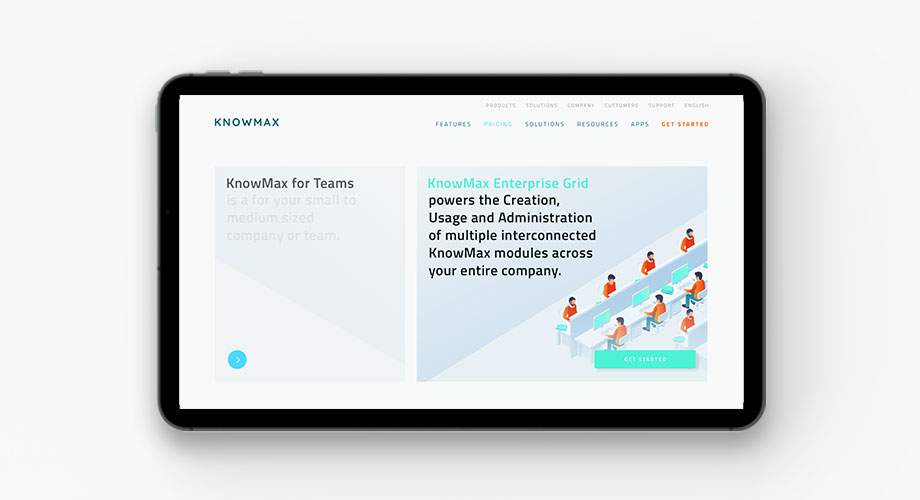 PRODUCTS SOLUTIONS COMPANY CUSTOMERS SUPPORT ENGLISH
KNOWMAX
FEATURES PRICING SOLUTIONS RESOURCES APPS GET STARTED
KnowMax for Teams
is a for your small to
medium sized
company or team.
KnowMax Enterprise Grid
powers the Creation,
Usage and Administration
of multiple interconnected
KnowMax modules across
your entire company.
GET STARTED